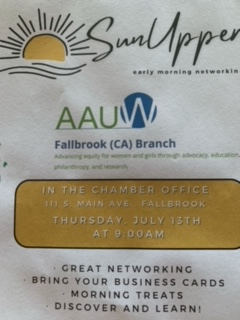 SunUpper
early morning networkin
AAUW
Fallbrook (CA) Branch
Advancing equity for women and girls through advocacy, education,
philanthropy, and research
IN THE CHAMBER OFFICE
111 S. MAIN AVE. FALLBROOK
THURSDAY, JULY 13TH
AT 9:00AM
· GREAT NETWORKING
· BRING YOUR BUSINESS CARDS
· MORNING TREATS
· DISCOVER AND LEARN!